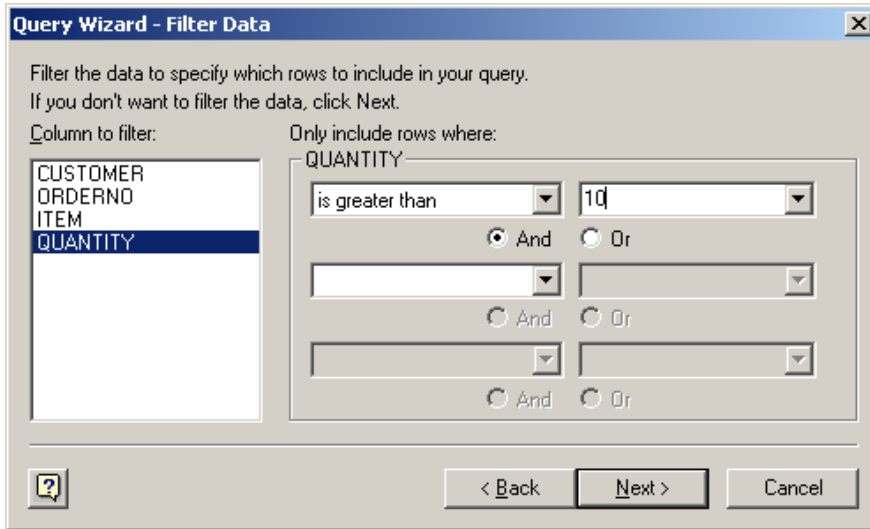 Query Wizard - Filter Data
Filter the data to specify which rows to include in your query.
If you don't want to filter the data, click Next.
Column to filter:
Only include rows where:
CUSTOMER
ORDERNO
ITEM
QUANTITY
QUANTITY
is greater than 10
And Or
And Or
And Or
< Back Next > Cancel